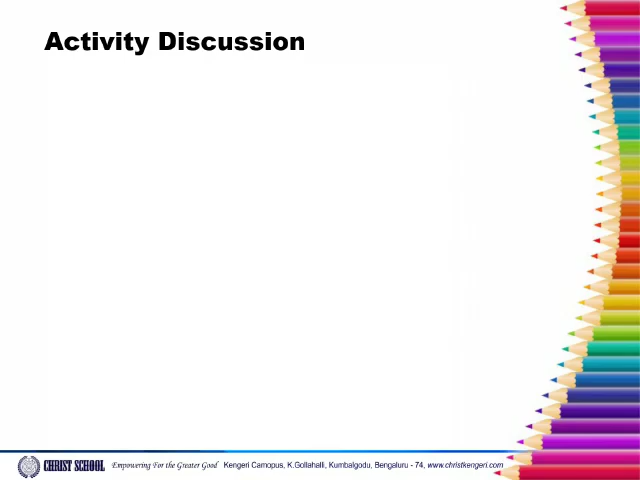 Activity Discussion
CHRIST SCHOOL Empowering For the Greater Good Kengeri Campus, K.Gollahalli, Kumbalgodu, Bengaluru - 74, www.christkengeri.com